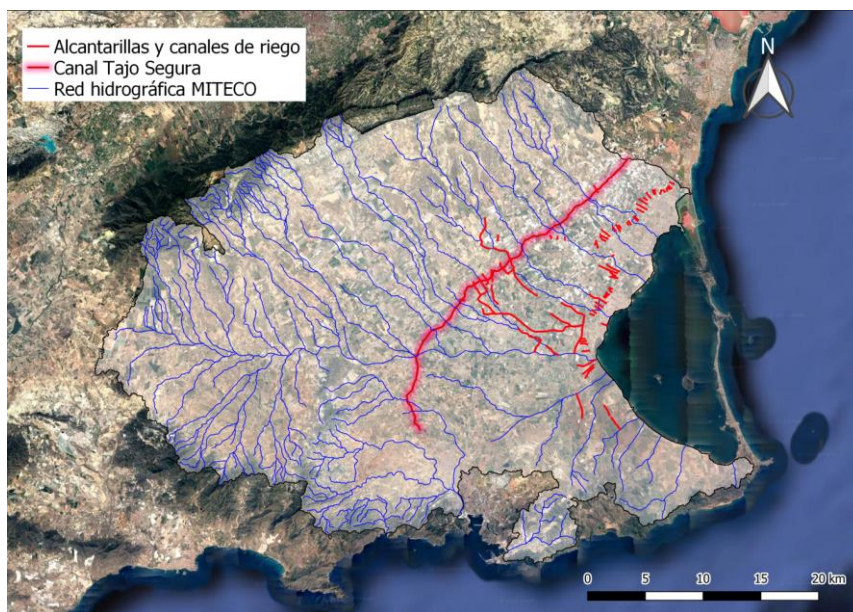 Alcantarillas y canales de riego
Canal Tajo Segura
Red hidrográfica MITECO
N
0 5 10 15 20 km